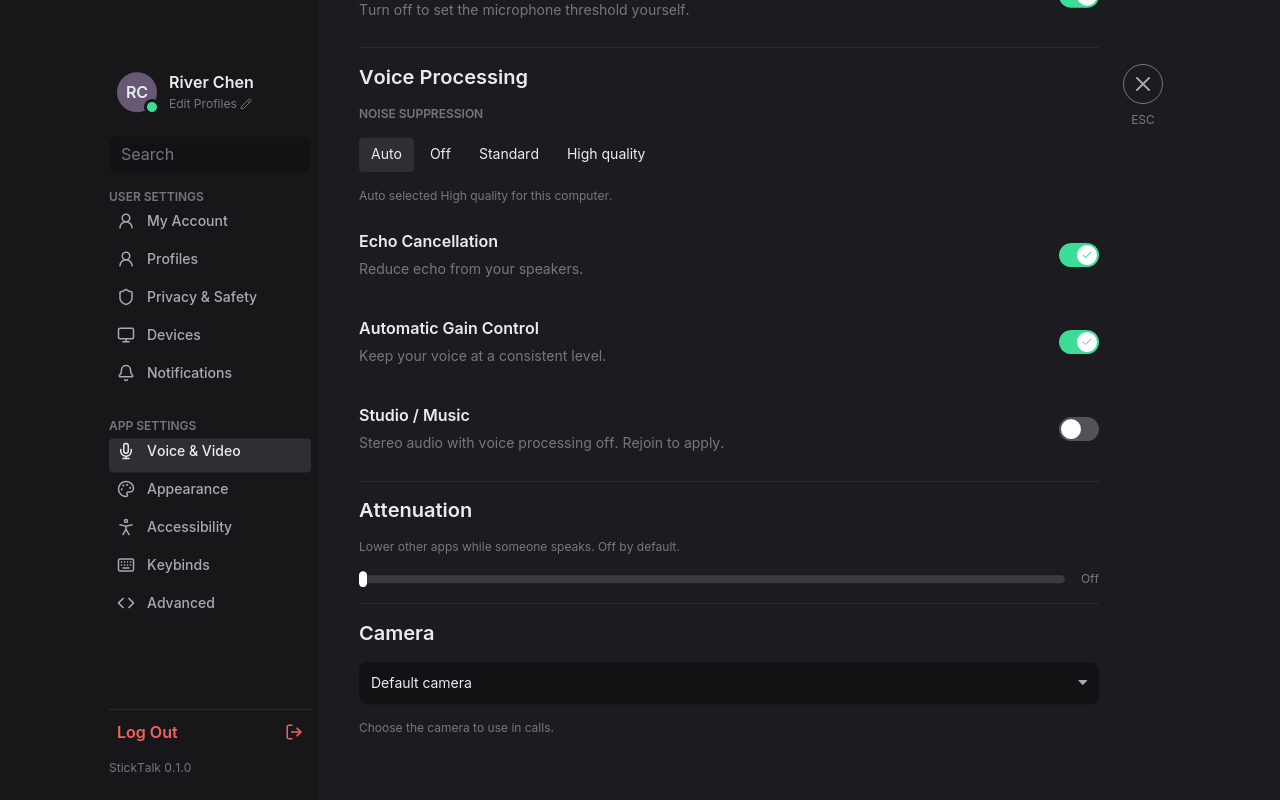 Turn off to set the microphone threshold yourself.
RC
River Chen
Edit Profiles
Search
USER SETTINGS
My Account
Profiles
Privacy & Safety
Devices
Notifications
APP SETTINGS
Voice & Video
Appearance
Accessibility
Keybinds
Advanced
Log Out
StickTalk 0.1.0
Voice Processing
NOISE SUPPRESSION
Auto Off Standard High quality
Auto selected High quality for this computer.
Echo Cancellation
Reduce echo from your speakers.
Automatic Gain Control
Keep your voice at a consistent level.
Studio / Music
Stereo audio with voice processing off. Rejoin to apply.
Attenuation
Lower other apps while someone speaks. Off by default.
Off
Camera
Default camera
Choose the camera to use in calls.
ESC